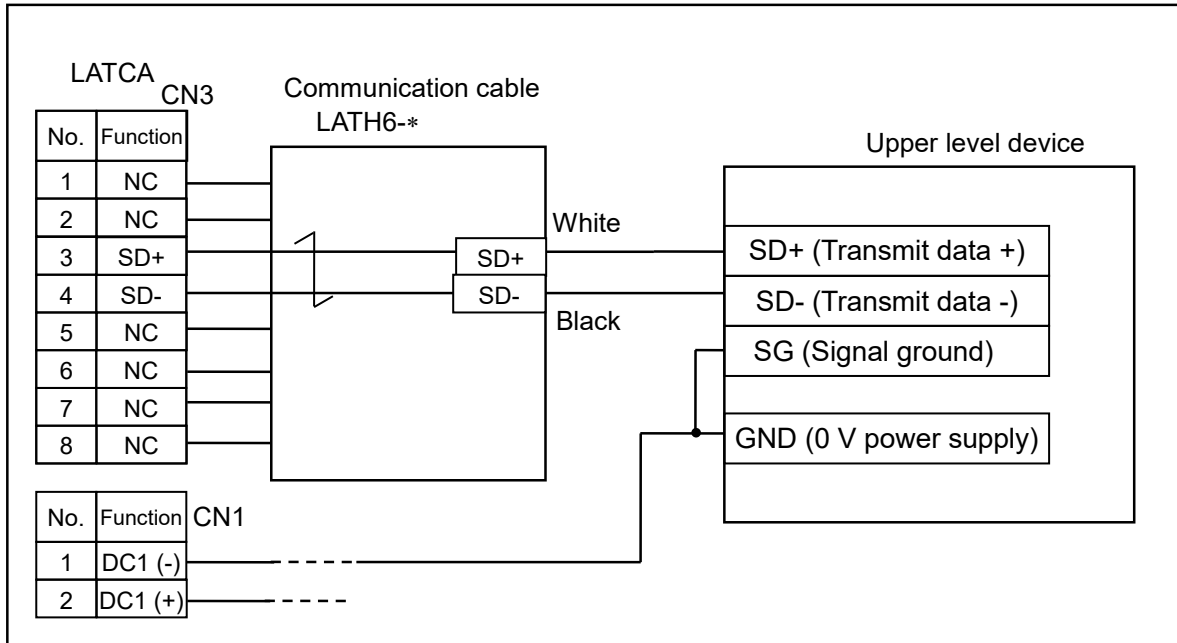 LATCA
CN3
Communication cable
LATH6-*
Upper level device
No. Function
1 NC
2 NC
3 SD+
4 SD-
5 NC
6 NC
7 NC
8 NC
White
SD+
SD-
Black
SD+ (Transmit data +)
SD- (Transmit data -)
SG (Signal ground)
GND (0 V power supply)
No. Function CN1
1 DC1 (-)
2 DC1 (+)